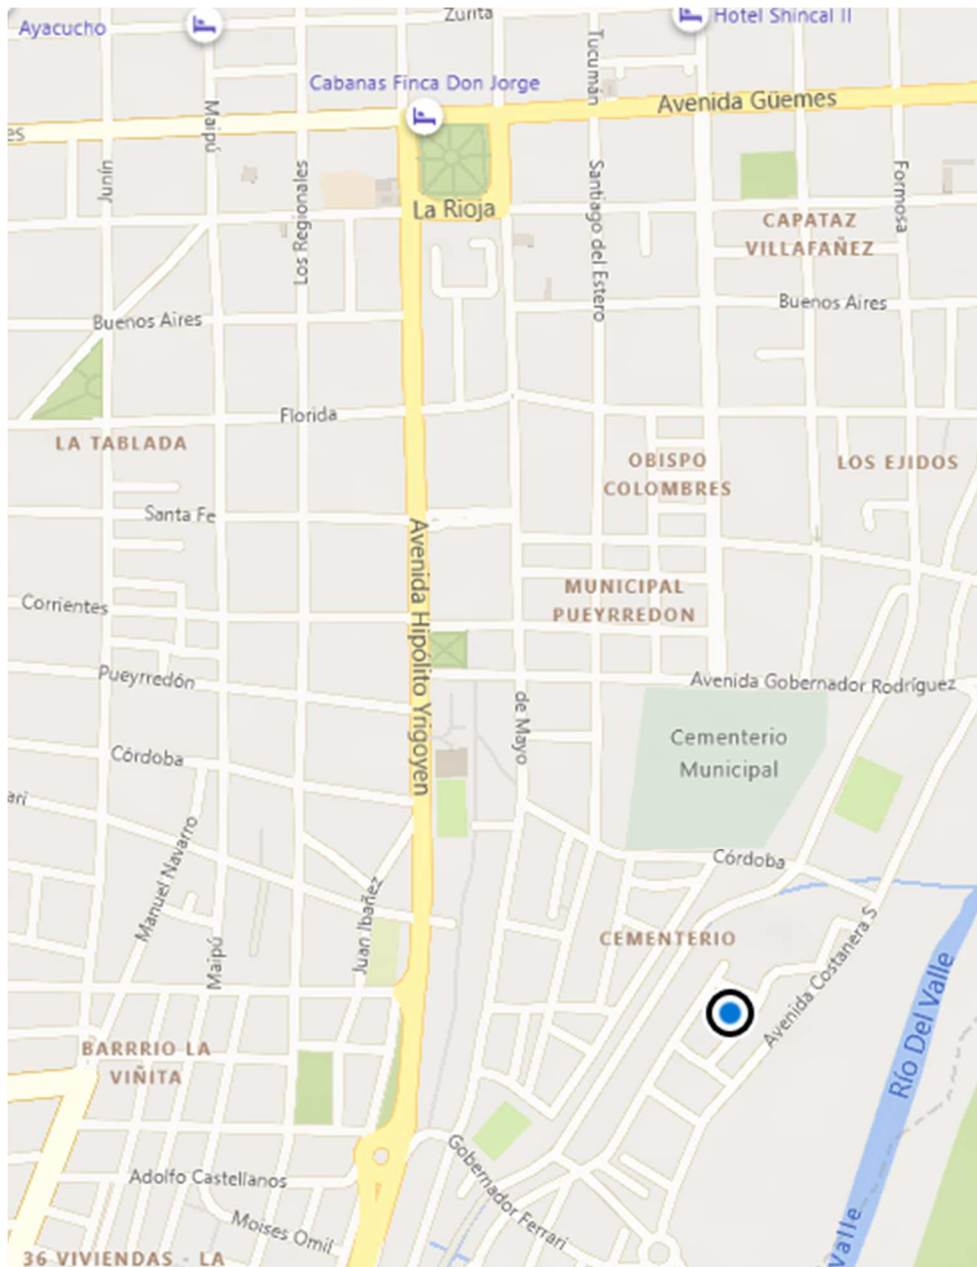 Zurita
Hotel Shincal II
Ayacucho
Tucumán
Cabanas Finca Don Jorge
Avenida Güemes
Maipú
es
Junín
Los Regionales
Santiago del Estero
Formosa
La Rioja
CAPATAZ
VILLAFAÑEZ
Buenos Aires
Buenos Aires
Florida
LA TABLADA
OBISPO
COLOMBRES
LOS EJIDOS
Santa Fe
Avenida Hipólito Yrigoyen
MUNICIPAL
PUEYRREDON
Corrientes
Pueyrredón
Avenida Gobernador Rodríguez
de Mayo
Cementerio
Municipal
Córdoba
ari
Manuel Navarro
Córdoba
Juan Ibañez
Maipú
CEMENTERIO
Avenida Costanera S
Río Del Valle
BARRRIO LA
VIÑITA
Gobernador Ferrari
Adolfo Castellanos
Moises Omil
Valle
36 VIVIENDAS - LA